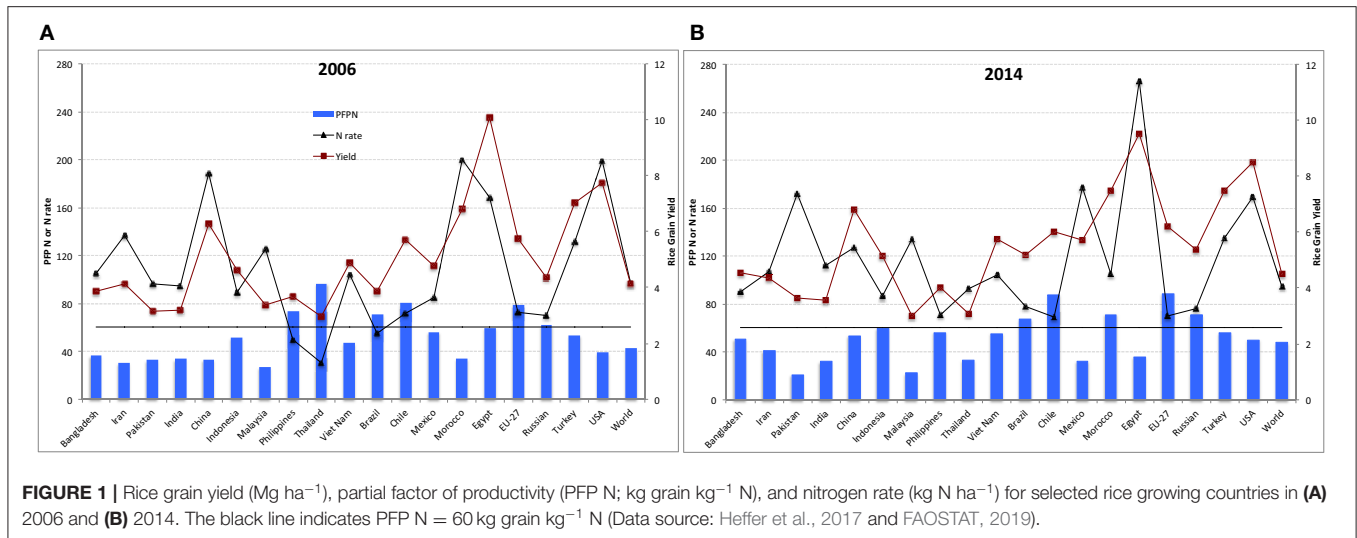 A
2006
280
240
200
160
120
80
40
0
PFP N or N rate
12
10
8
6
4
2
0
Rice Grain Yield
PFPN
N rate
Yield
Bangladesh
Iran
Pakistan
India
China
Indonesia
Malaysia
Philippines
Thailand
Viet Nam
Brazil
Chile
Mexico
Morocco
Egypt
EU-27
Russian
Turkey
USA
World
B
2014
280
240
200
160
120
80
40
0
PFP N or N rate
12
10
8
6
4
2
0
Rice Grain Yield
Bangladesh
Iran
Pakistan
India
China
Indonesia
Malaysia
Philippines
Thailand
Viet Nam
Brazil
Chile
Mexico
Morocco
Egypt
EU-27
Russian
Turkey
USA
World
FIGURE 1 | Rice grain yield (Mg ha⁻¹), partial factor of productivity (PFP N; kg grain kg⁻¹ N), and nitrogen rate (kg N ha⁻¹) for selected rice growing countries in (A)
2006 and (B) 2014. The black line indicates PFP N = 60 kg grain kg⁻¹ N (Data source: Heffer et al., 2017 and FAOSTAT, 2019).